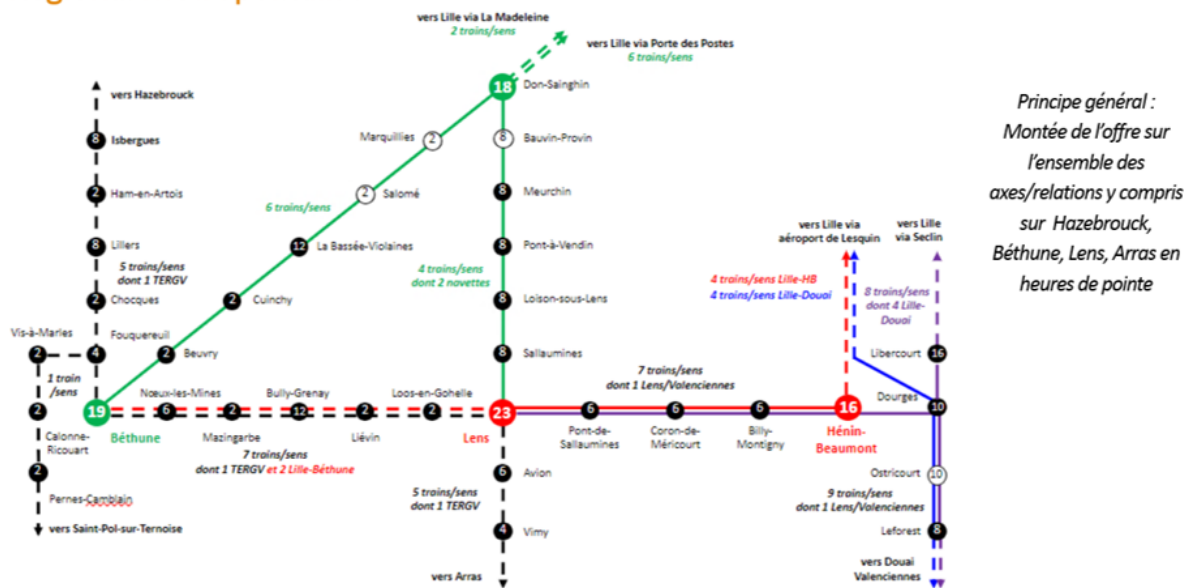 vers Lille via La Madeleine
2 trains/sens
vers Lille via Porte des Postes
6 trains/sens
18
Don-Sainghin
vers Hazebrouck
8
Isbergues
2
Ham-en-Artois
8
Lillers
5 trains/sens
dont 1 TERGV
2
Chocques
Vis-à-Marles
Fouquereuil
2
4
1 train
/sens
2
Calonne-
Ricouart
2
Pernes-Camblain
vers Saint-Pol-sur-Ternoise
Marquillies
2
2
Salomé
6 trains/sens
12
La Bassée-Violaines
2
Cuinchy
2
Beuvry
8
Bauvin-Provin
8
Meurchin
8
Pont-à-Vendin
4 trains/sens
dont 2 navettes
8
Loison-sous-Lens
8
Sallaumines
19
Béthune
Nœux-les-Mines
6
2
Mazingarbe
Bully-Grenay
12
2
Liévin
Loos-en-Gohelle
2
7 trains/sens
dont 1 TERGV et 2 Lille-Béthune
23
Lens
5 trains/sens
dont 1 TERGV
6
Avion
4
Vimy
vers Arras
7 trains/sens
dont 1 Lens/Valenciennes
6
Pont-de-
Sallaumines
6
Coron-de-
Méricourt
6
Billy-
Montigny
16
Hénin-
Beaumont
vers Lille via
aéroport de Lesquin
vers Lille
via Seclin
4 trains/sens Lille-HB
4 trains/sens Lille-Douai
8 trains/sens
dont 4 Lille-
Douai
Libercourt
16
Dourges
10
Ostricourt
10
9 trains/sens
dont 1 Lens/Valenciennes
Leforest
8
vers Douai
Valenciennes
Principe général :
Montée de l'offre sur
l'ensemble des
axes/relations y compris
sur Hazebrouck,
Béthune, Lens, Arras en
heures de pointe